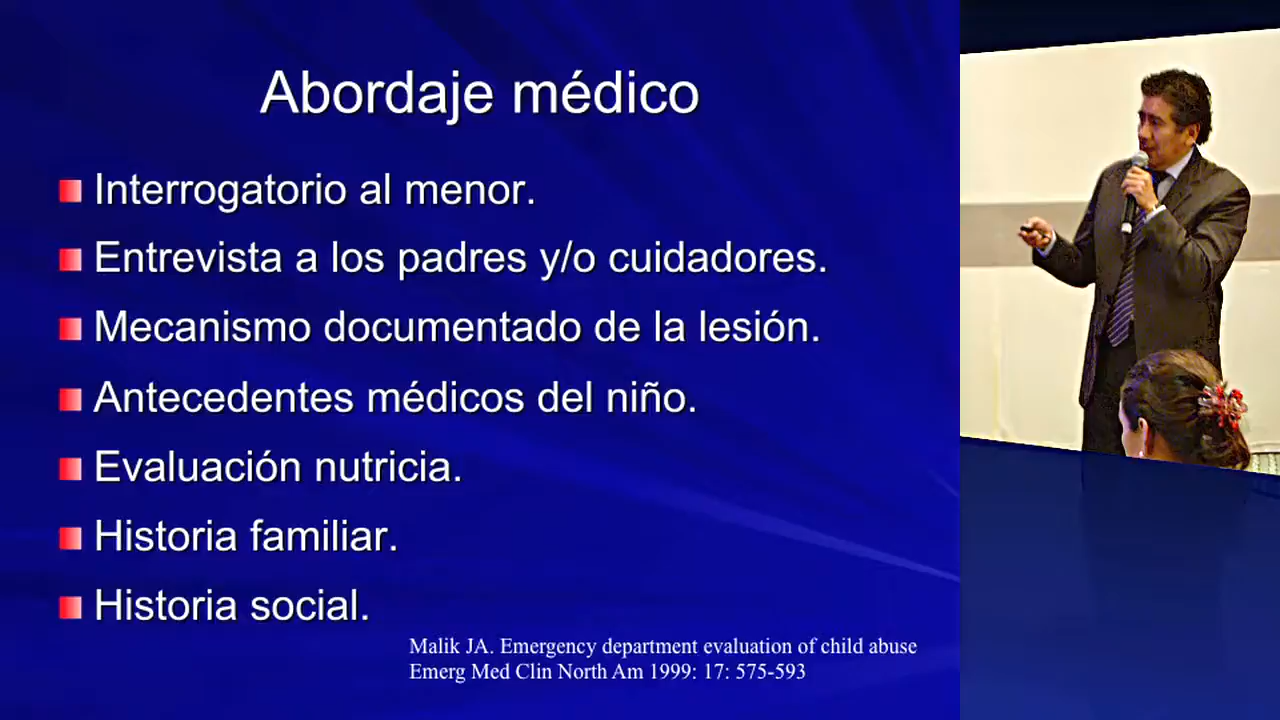 Abordaje médico
Interrogatorio al menor.
Entrevista a los padres y/o cuidadores.
Mecanismo documentado de la lesión.
Antecedentes médicos del niño.
Evaluación nutricia.
Historia familiar.
Historia social.
Malik JA. Emergency department evaluation of child abuse
Emerg Med Clin North Am 1999: 17: 575-593